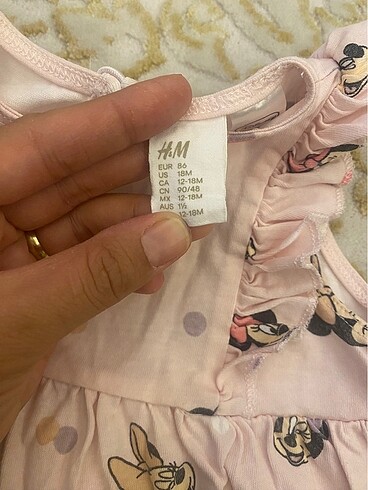 H&M
EUR 86
US 18M
CA 12-18M
CN 90/48
MX 12-18M
AUS 1½
12-18M